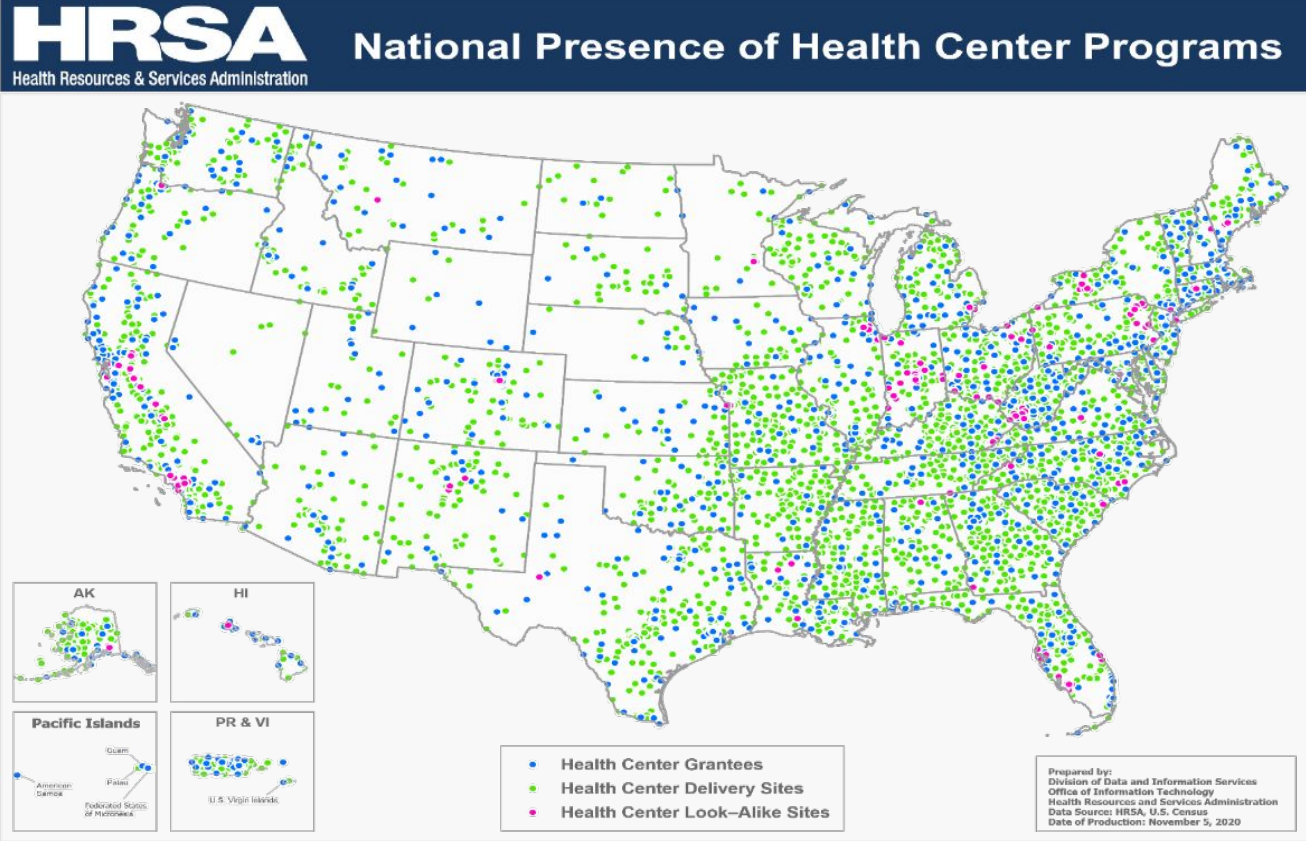 HRSA
Health Resources & Services Administration
National Presence of Health Center Programs
AK
HI
Pacific Islands
Guam
American
Samoa
Palau
Federated States
of Micronesia
PR & VI
U.S. Virgin Islands
Health Center Grantees
Health Center Delivery Sites
Health Center Look–Alike Sites
Prepared by:
Division of Data and Information Services
Office of Information Technology
Health Resources and Services Administration
Data Source: HRSA, U.S. Census
Date of Production: November 5, 2020